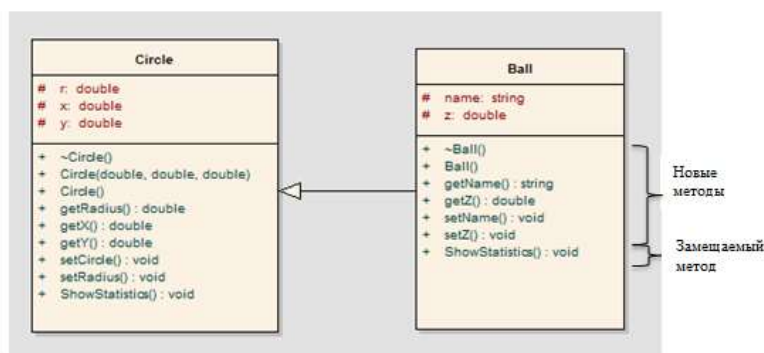 Circle
# r: double
# x: double
# y: double
+ ~Circle()
+ Circle(double, double, double)
+ Circle()
+ getRadius() : double
+ getX() : double
+ getY() : double
+ setCircle() : void
+ setRadius() : void
+ ShowStatistics() : void
Ball
# name: string
# z: double
+ ~Ball()
+ Ball()
+ getName() : string
+ getZ() : double
+ setName() : void
+ setZ() : void
+ ShowStatistics() : void
Новые
методы
Замещаемый
метод